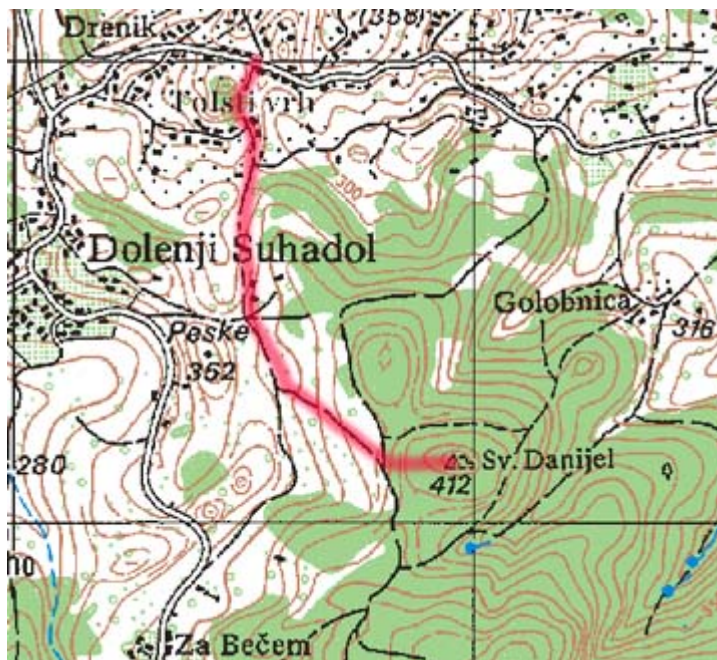 Drenik
Tolsti vrh
300
Dolenji Suhadol
Golobnica
316
Peske
352
280
Sv. Danijel
412
Za Bečem